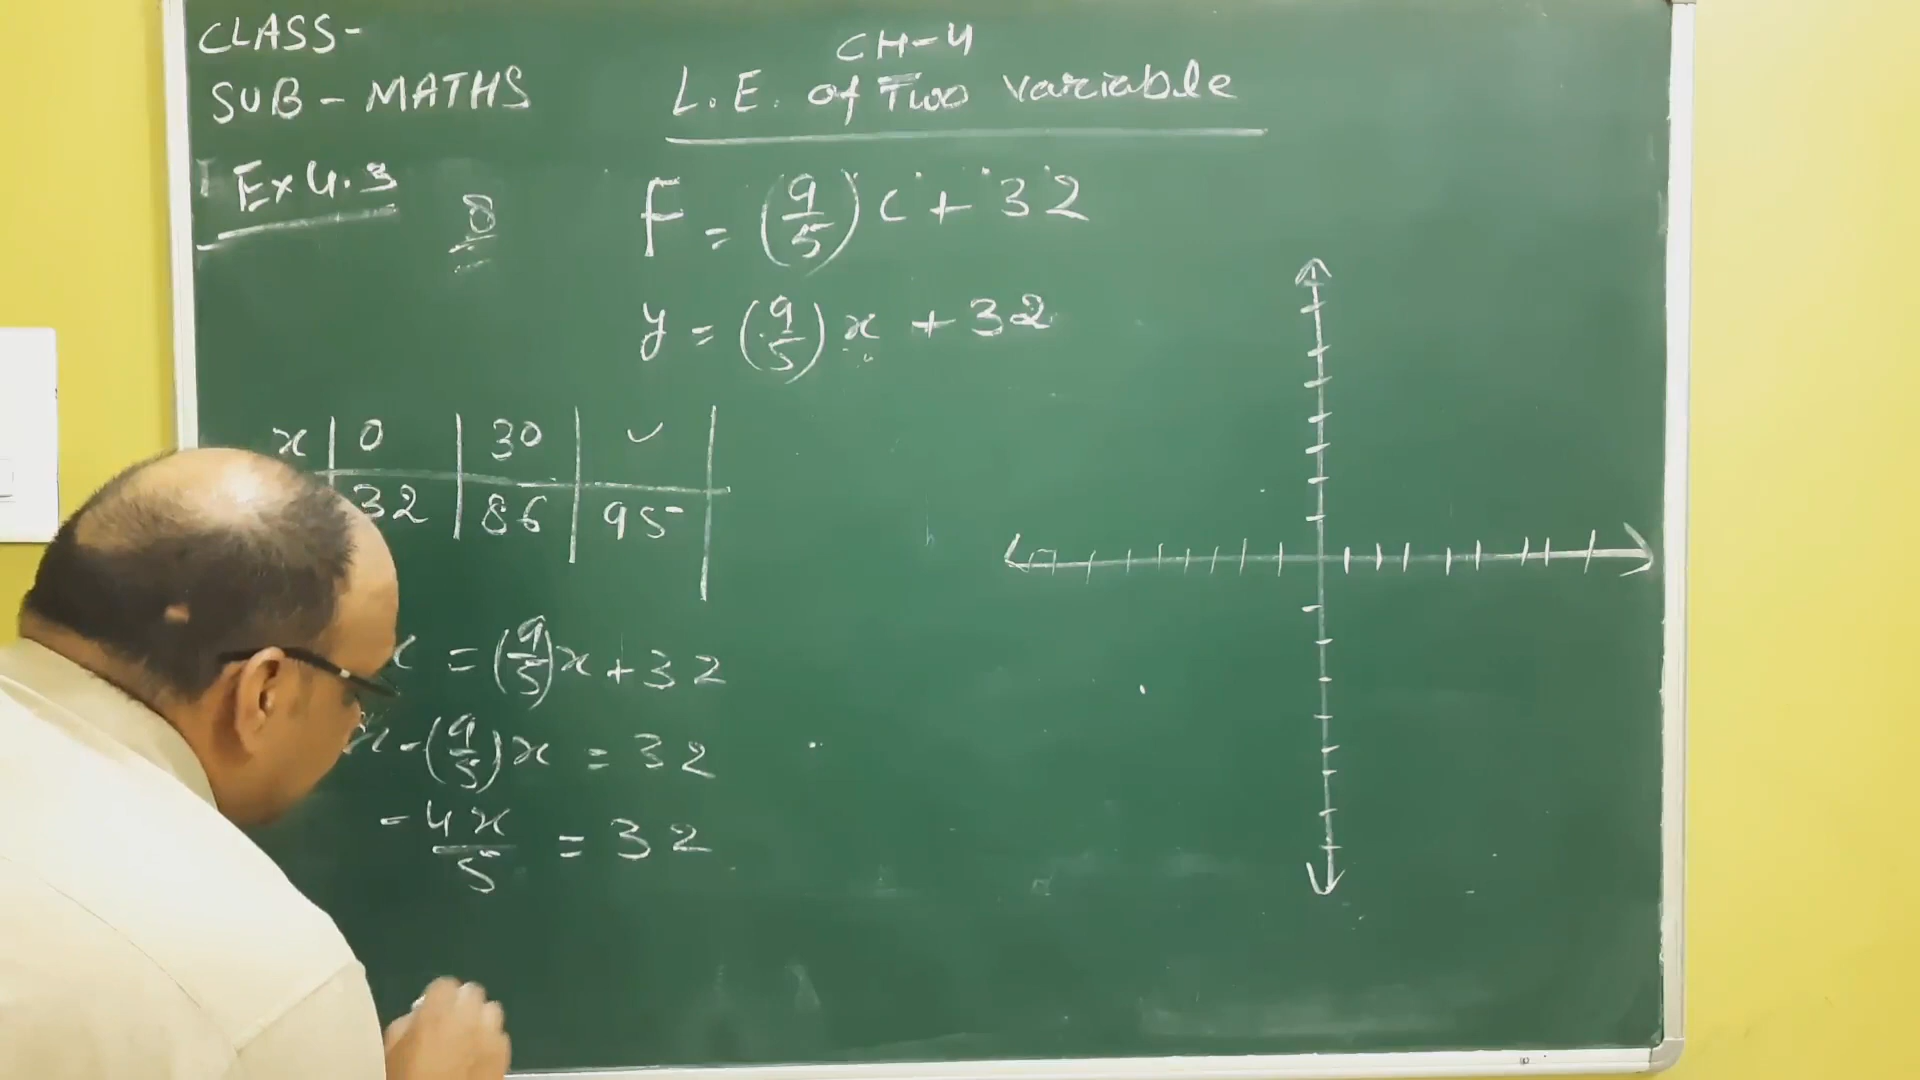 CLASS-
SUB - MATHS
CH-4
L.E. of Two variable
Ex 4.3
8
F = (9/5) C + 32
y = (9/5) x + 32
x | 0 | 30 | ✓ |
32 | 86 | 95 |
x = (9/5)x + 32
x - (9/5)x = 32
-4x/5 = 32